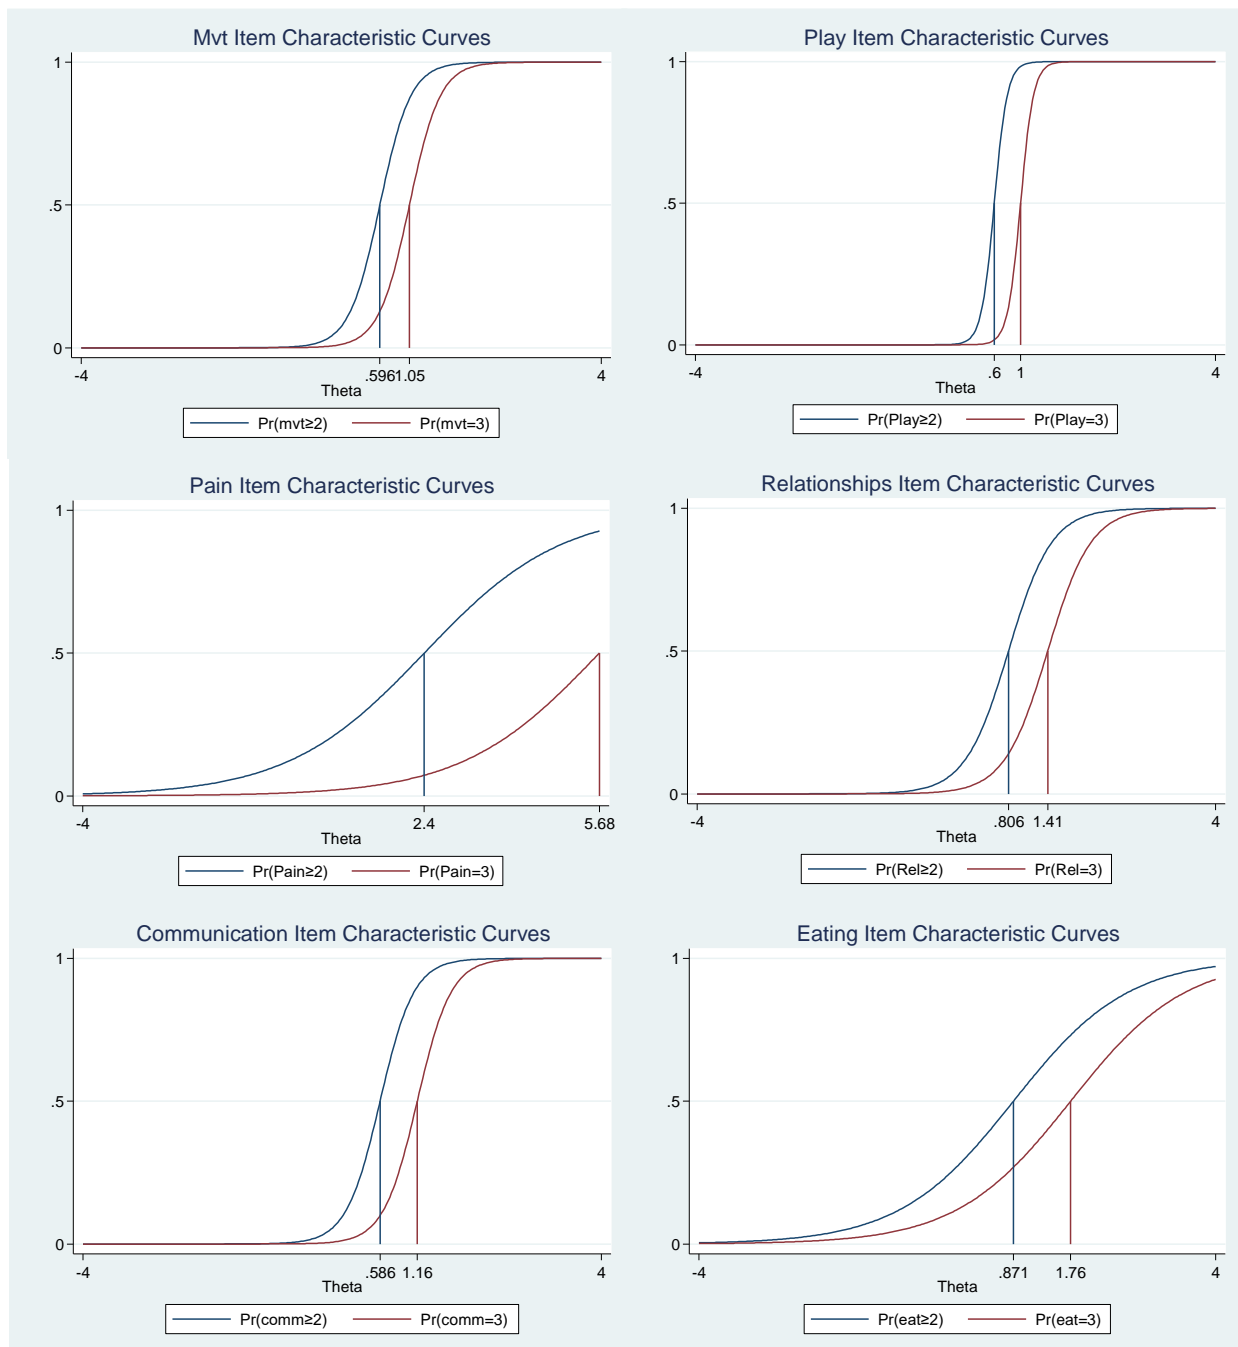 Mvt Item Characteristic Curves
1
.5
0
-4 .5961.05 4
Theta
Pr(mvt≥2) Pr(mvt=3)
Play Item Characteristic Curves
1
.5
0
-4 .6 1 4
Theta
Pr(Play≥2) Pr(Play=3)
Pain Item Characteristic Curves
1
.5
0
-4 2.4 5.68
Theta
Pr(Pain≥2) Pr(Pain=3)
Relationships Item Characteristic Curves
1
.5
0
-4 .806 1.41 4
Theta
Pr(Rel≥2) Pr(Rel=3)
Communication Item Characteristic Curves
1
.5
0
-4 .586 1.16 4
Theta
Pr(comm≥2) Pr(comm=3)
Eating Item Characteristic Curves
1
.5
0
-4 .871 1.76 4
Theta
Pr(eat≥2) Pr(eat=3)